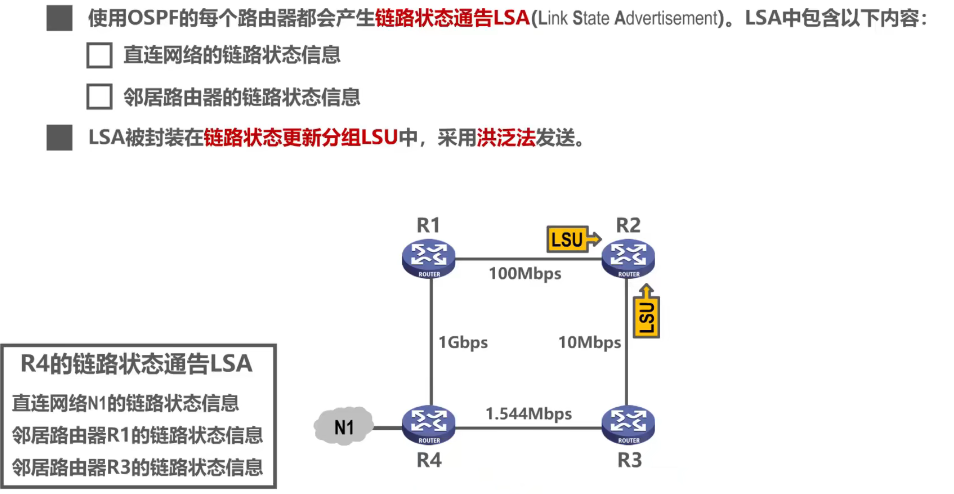 使用OSPF的每个路由器都会产生链路状态通告LSA(Link State Advertisement)。LSA中包含以下内容：
直连网络的链路状态信息
邻居路由器的链路状态信息
LSA被封装在链路状态更新分组LSU中，采用洪泛法发送。
R1
R2
LSU
ROUTER
ROUTER
100Mbps
LSU
1Gbps
10Mbps
R4的链路状态通告LSA
直连网络N1的链路状态信息
邻居路由器R1的链路状态信息
邻居路由器R3的链路状态信息
N1
1.544Mbps
ROUTER
ROUTER
R4
R3